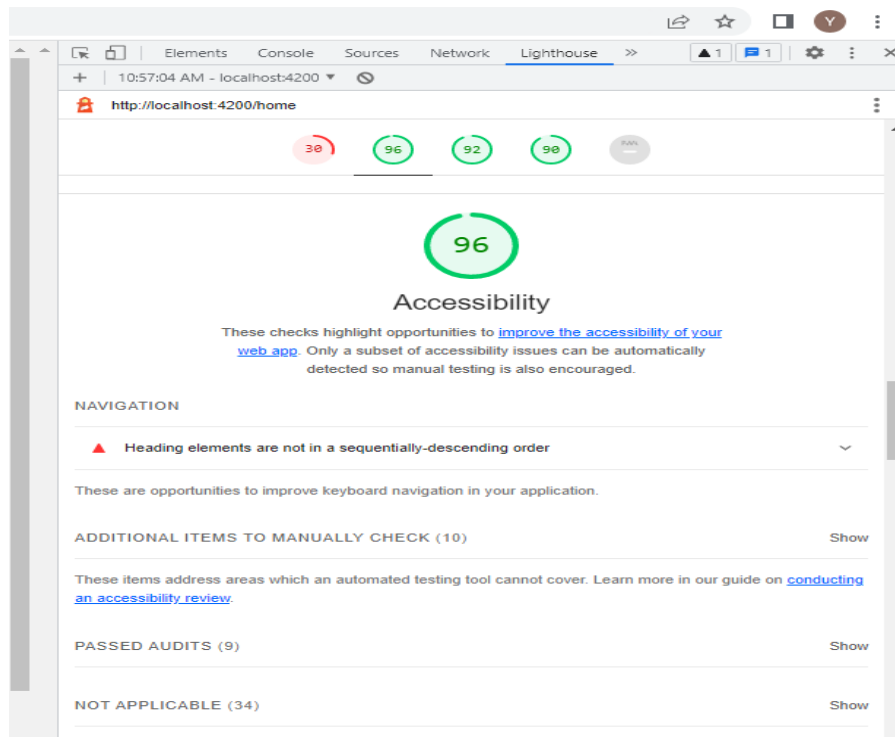 Y
Elements Console Sources Network Lighthouse » 1 1
10:57:04 AM - localhost:4200
http://localhost:4200/home
30 96 92 90
96
Accessibility
These checks highlight opportunities to improve the accessibility of your
web app. Only a subset of accessibility issues can be automatically
detected so manual testing is also encouraged.
NAVIGATION
Heading elements are not in a sequentially-descending order
These are opportunities to improve keyboard navigation in your application.
ADDITIONAL ITEMS TO MANUALLY CHECK (10) Show
These items address areas which an automated testing tool cannot cover. Learn more in our guide on conducting
an accessibility review.
PASSED AUDITS (9) Show
NOT APPLICABLE (34) Show